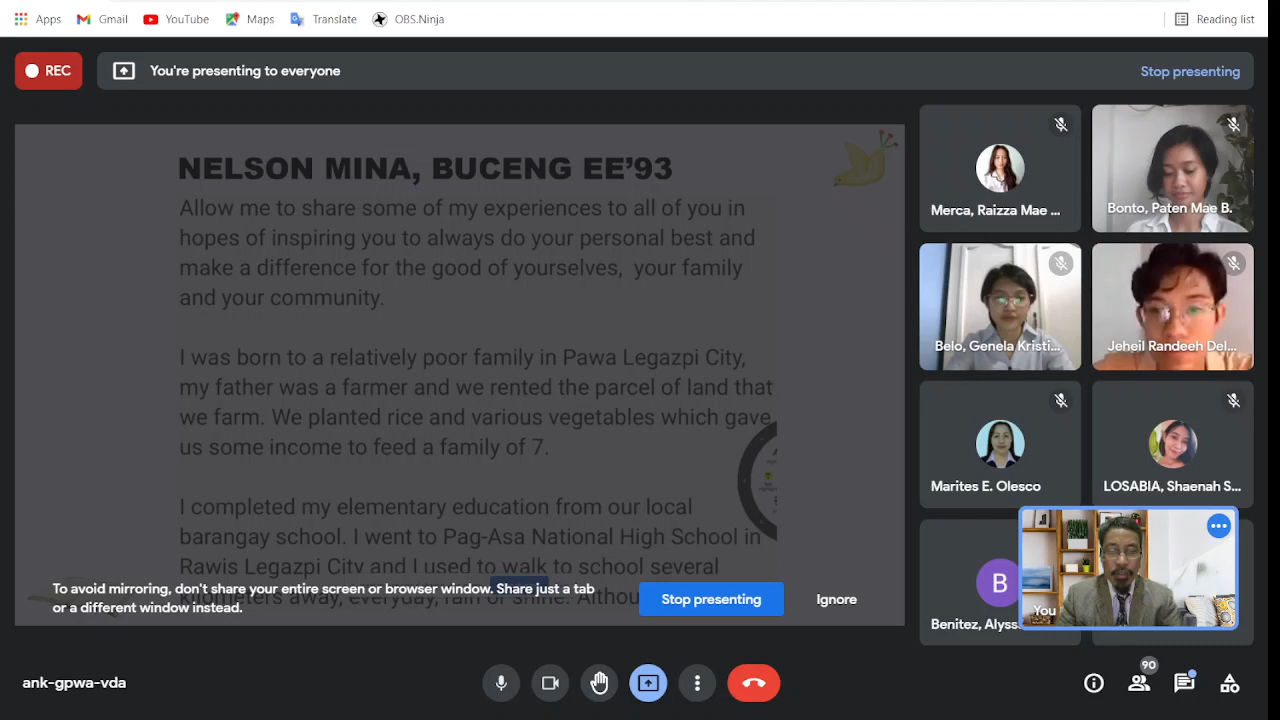 Apps Gmail YouTube Maps Translate OBS.Ninja Reading list
REC You're presenting to everyone Stop presenting
NELSON MINA, BUCENG EE’93
Allow me to share some of my experiences to all of you in
hopes of inspiring you to always do your personal best and
make a difference for the good of yourselves, your family
and your community.
I was born to a relatively poor family in Pawa Legazpi City,
my father was a farmer and we rented the parcel of land that
we farm. We planted rice and various vegetables which gave
us some income to feed a family of 7.
I completed my elementary education from our local
barangay school. I went to Pag-Asa National High School in
Rawis Legazpi City and I used to walk to school several
kilometers away, everyday, rain or shine. Althou
To avoid mirroring, don't share your entire screen or browser window. Share just a tab
or a different window instead.
Stop presenting Ignore
Merca, Raizza Mae ...
Bonto, Paten Mae B.
Belo, Genela Kristi...
Jeheil Randeeh Del...
Marites E. Olesco
LOSABIA, Shaenah S...
B
Benitez, Alyss
You
ank-gpwa-vda
90